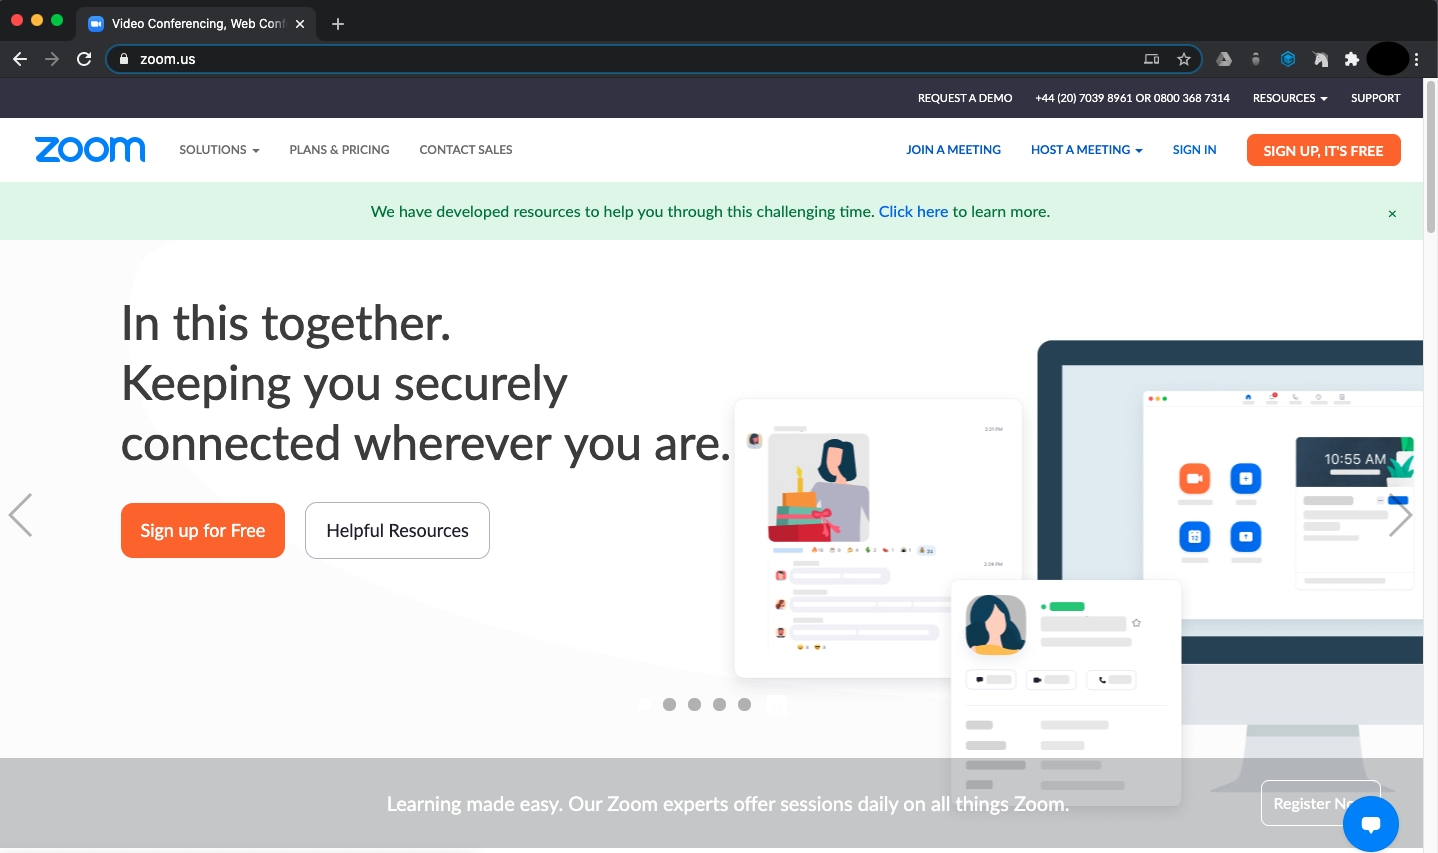 Video Conferencing, Web Conf
zoom.us
REQUEST A DEMO +44 (20) 7039 8961 OR 0800 368 7314 RESOURCES SUPPORT
zoom SOLUTIONS PLANS & PRICING CONTACT SALES JOIN A MEETING HOST A MEETING SIGN IN SIGN UP, IT'S FREE
We have developed resources to help you through this challenging time. Click here to learn more.
In this together.
Keeping you securely
connected wherever you are.
Sign up for Free Helpful Resources
2:31 PM
10:55 AM
12
Learning made easy. Our Zoom experts offer sessions daily on all things Zoom.
Register